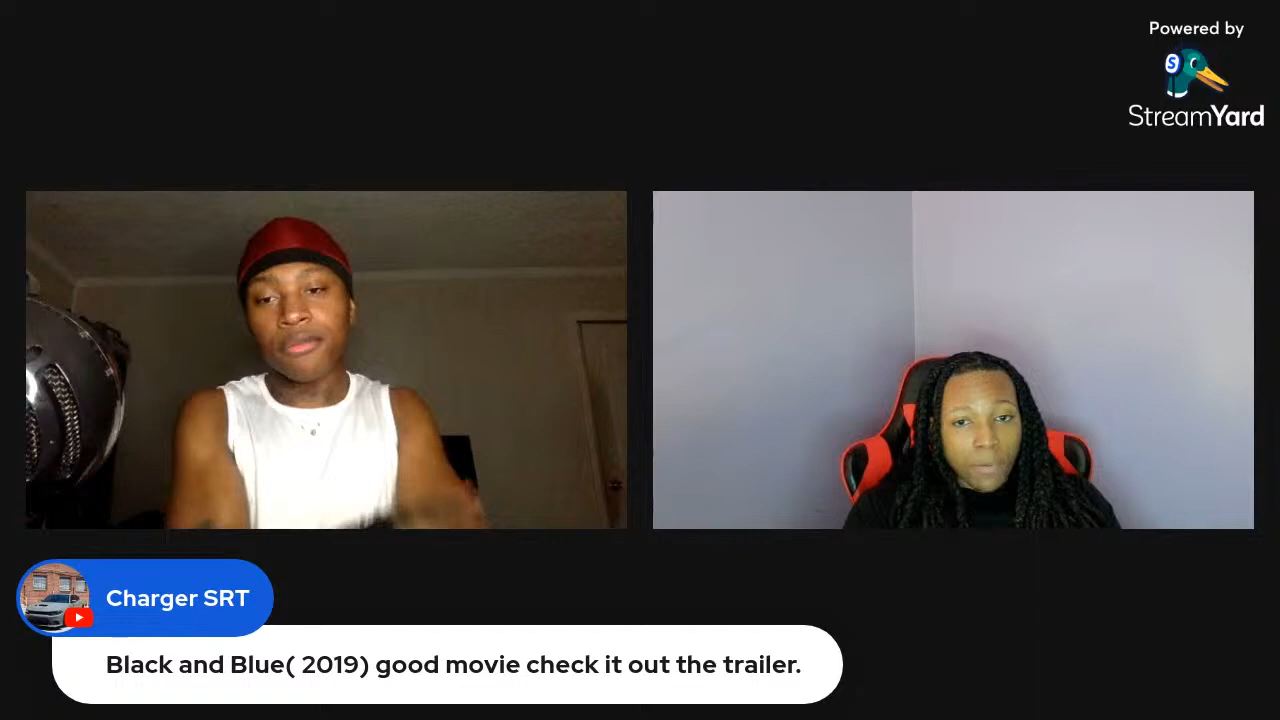 Powered by
StreamYard
Charger SRT
Black and Blue( 2019) good movie check it out the trailer.